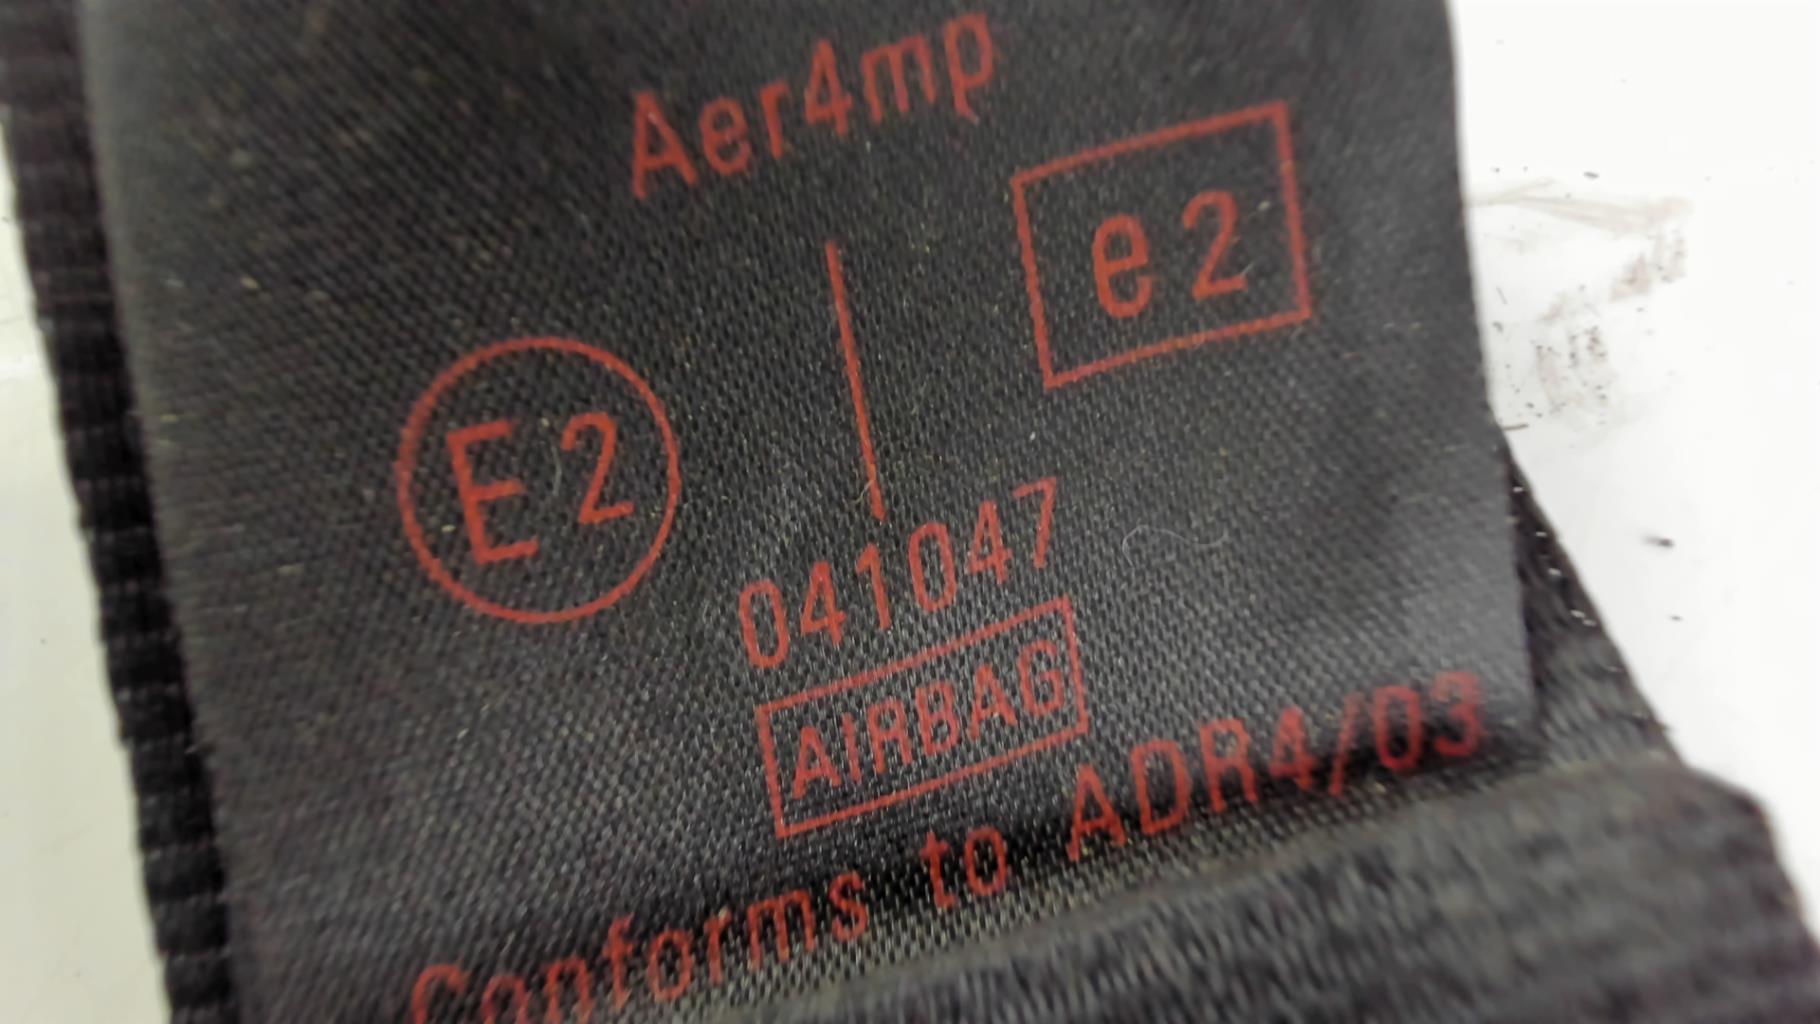 Aer4mp
e2
E2
041047
AIRBAG
Conforms to ADR4/03